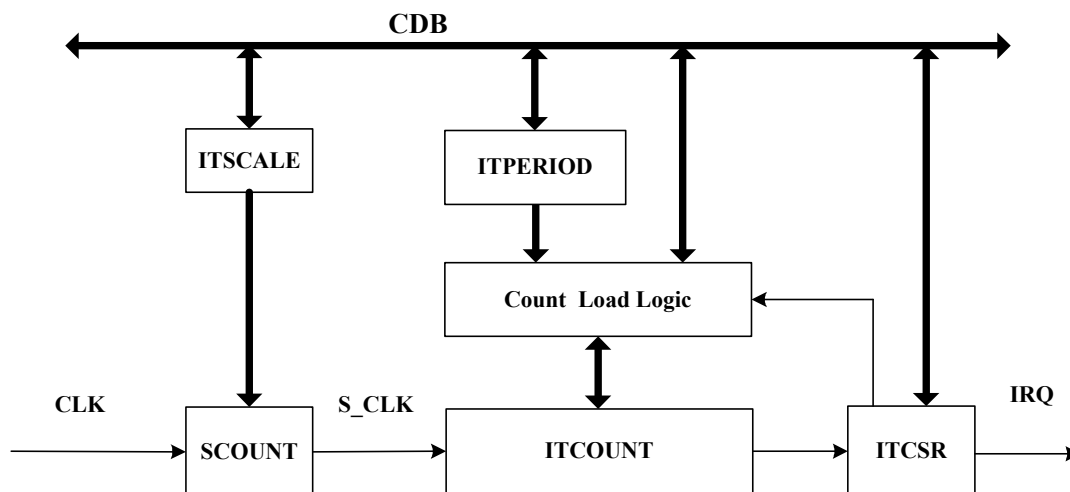 CDB
ITSCALE
ITPERIOD
Count Load Logic
CLK
S_CLK
IRQ
SCOUNT
ITCOUNT
ITCSR